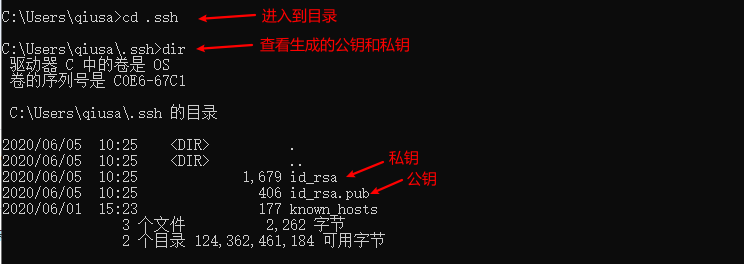 C:\Users\qiusa>cd .ssh 进入到目录
C:\Users\qiusa\.ssh>dir
查看生成的公钥和私钥
驱动器 C 中的卷是 OS
卷的序列号是 C0E6-67C1
C:\Users\qiusa\.ssh 的目录
2020/06/05 10:25 <DIR> .
2020/06/05 10:25 <DIR> ..
私钥
2020/06/05 10:25 1,679 id_rsa
公钥
2020/06/05 10:25 406 id_rsa.pub
2020/06/01 15:23 177 known_hosts
3 个文件 2,262 字节
2 个目录 124,362,461,184 可用字节